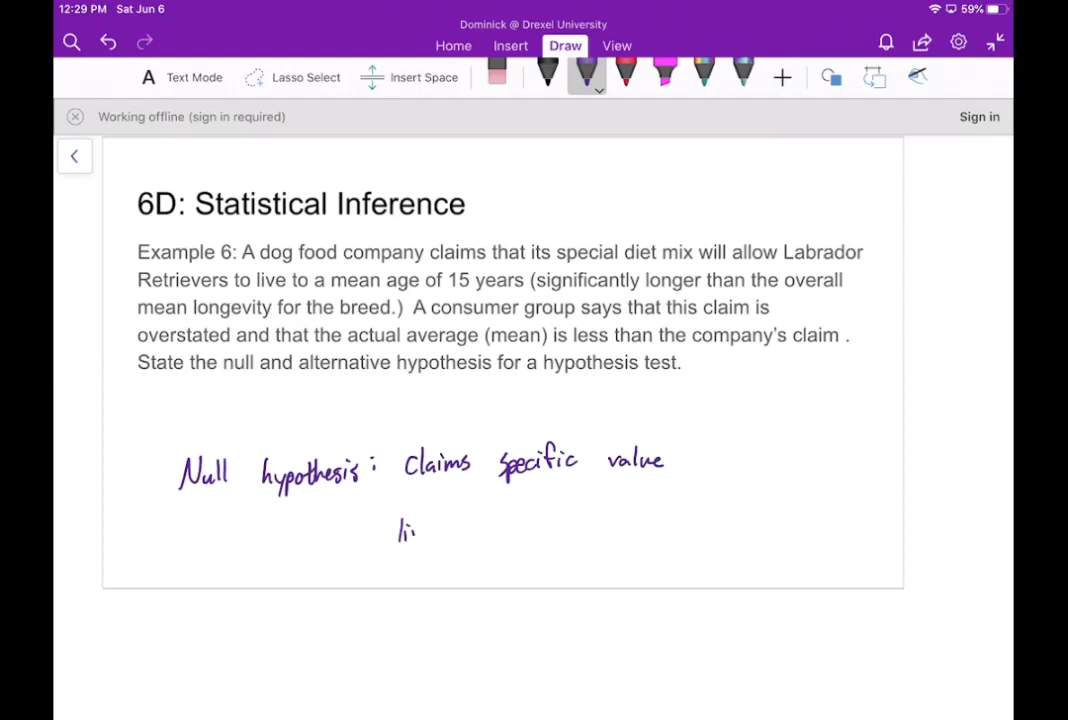 12:29 PM Sat Jun 6
59%
Dominick @ Drexel University
Home Insert Draw View
A Text Mode Lasso Select Insert Space
Working offline (sign in required)
Sign in
6D: Statistical Inference
Example 6: A dog food company claims that its special diet mix will allow Labrador
Retrievers to live to a mean age of 15 years (significantly longer than the overall
mean longevity for the breed.) A consumer group says that this claim is
overstated and that the actual average (mean) is less than the company's claim .
State the null and alternative hypothesis for a hypothesis test.
Null hypothesis: Claims specific value